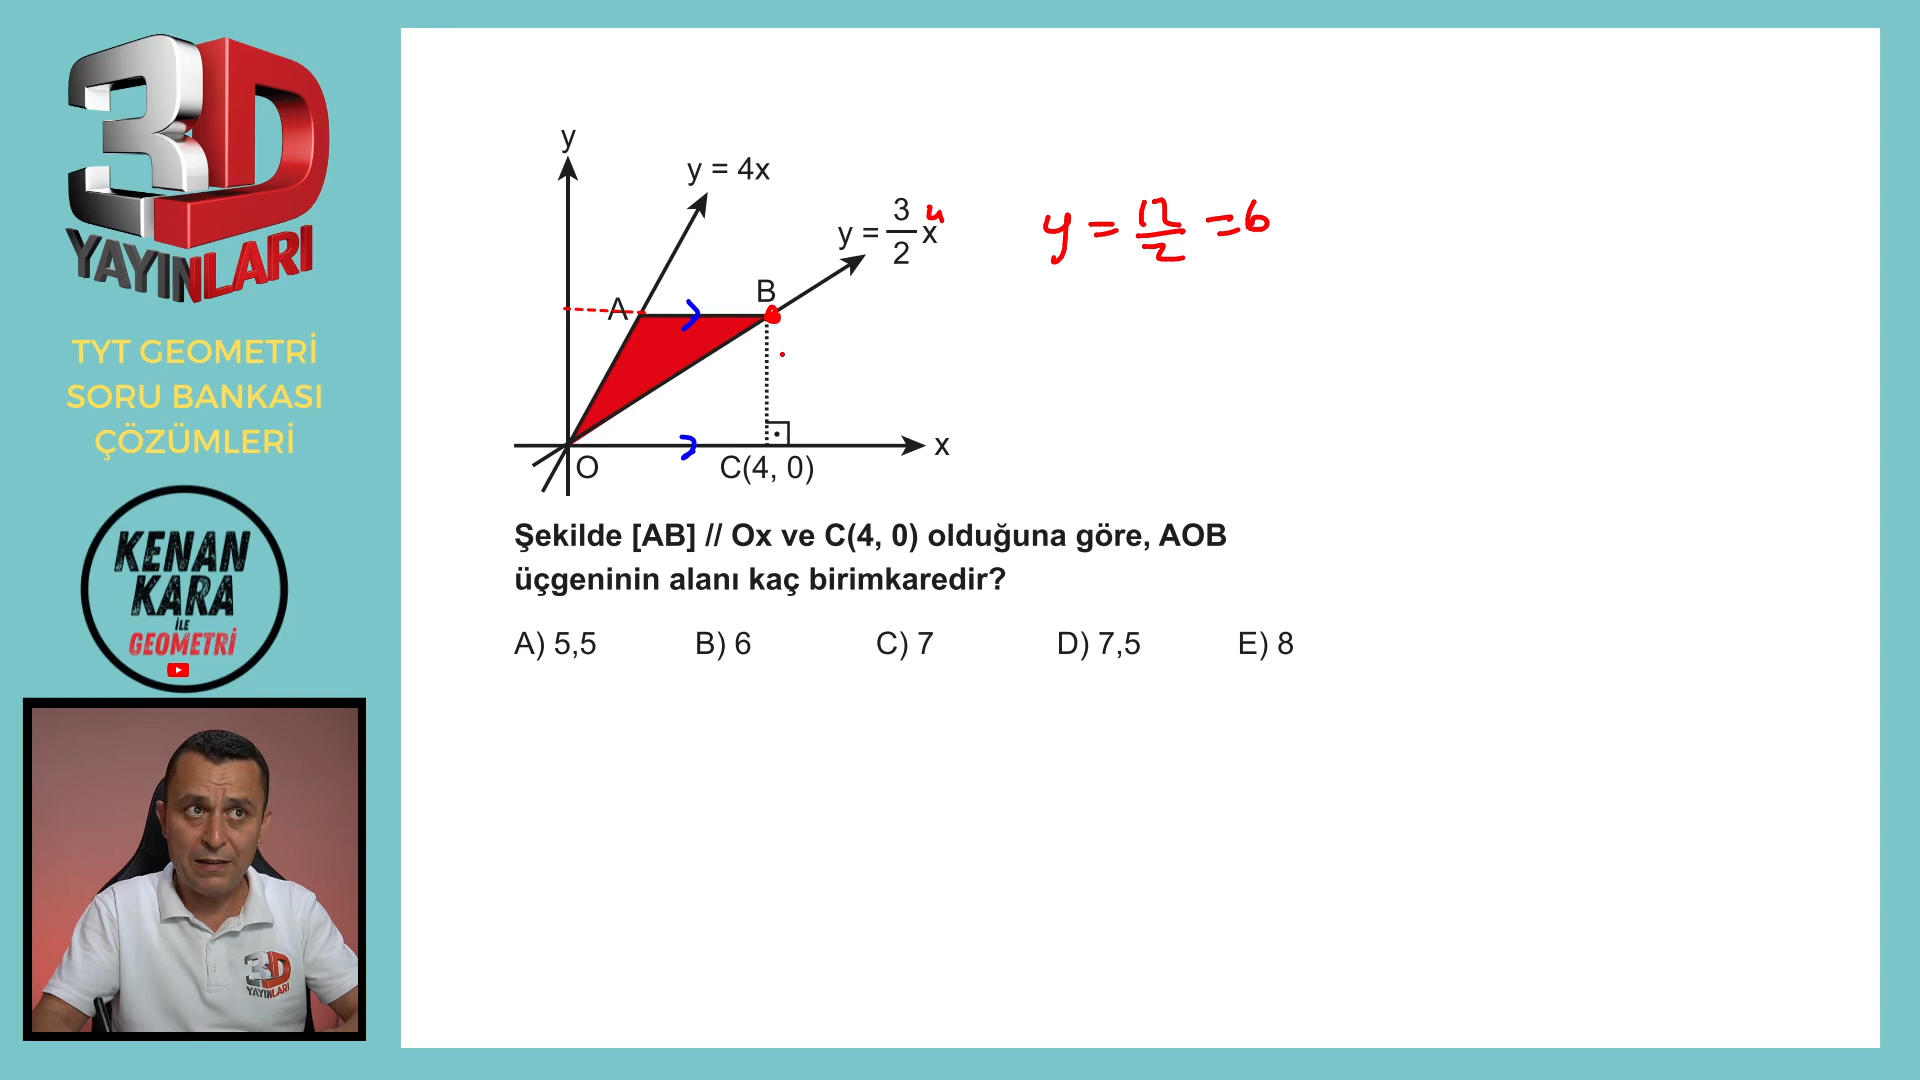 3D
YAYINLARI
TYT GEOMETRİ
SORU BANKASI
ÇÖZÜMLERİ
KENAN
KARA
İLE
GEOMETRİ
3D
YAYINLARI
y
y = 4x
y = 3/2 x 4
y = 12/2 = 6
A
B
x
O
C(4, 0)
Şekilde [AB] // Ox ve C(4, 0) olduğuna göre, AOB
üçgeninin alanı kaç birimkaredir?
A) 5,5 B) 6 C) 7 D) 7,5 E) 8